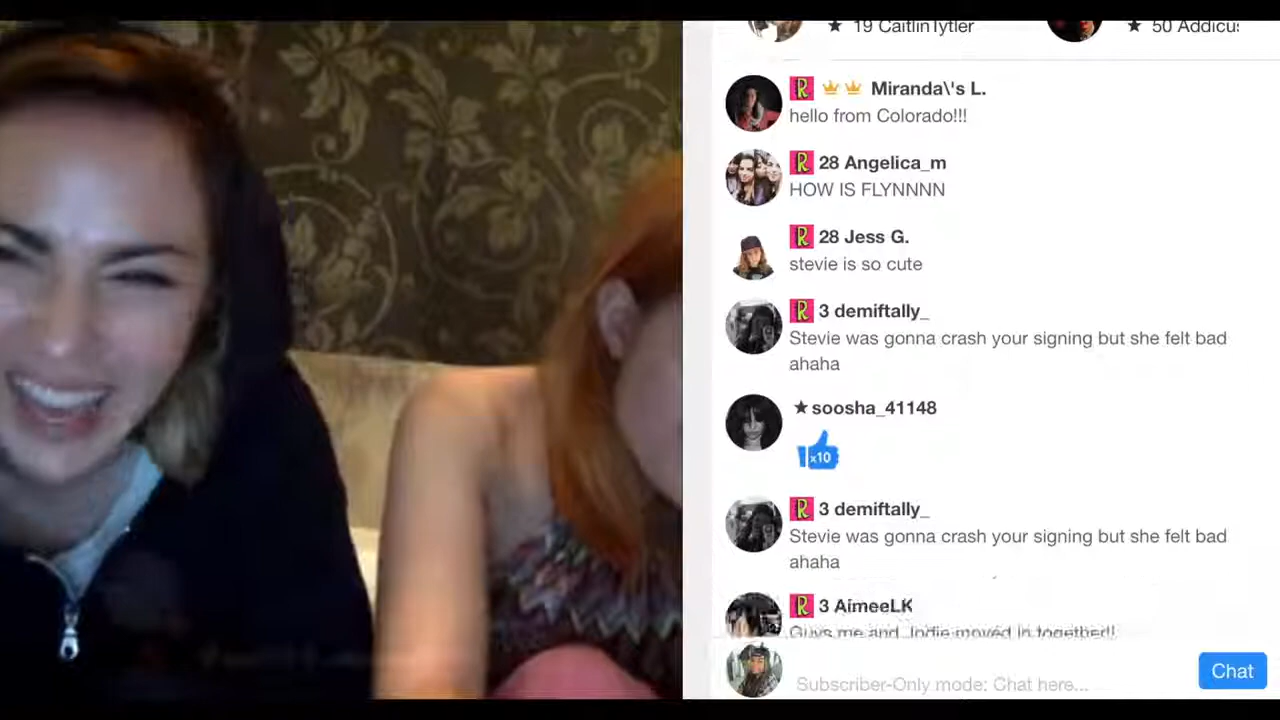 ★ 19 CaitlinTytler
★ 50 Addicu
R Miranda\'s L.
hello from Colorado!!!
R 28 Angelica_m
HOW IS FLYNNNN
R 28 Jess G.
stevie is so cute
R 3 demiftally_
Stevie was gonna crash your signing but she felt bad
ahaha
★ soosha_41148
x10
R 3 demiftally_
Stevie was gonna crash your signing but she felt bad
ahaha
R 3 AimeeLK
Guys me and Jodie moved in together!!
Subscriber-Only mode: Chat here...
Chat